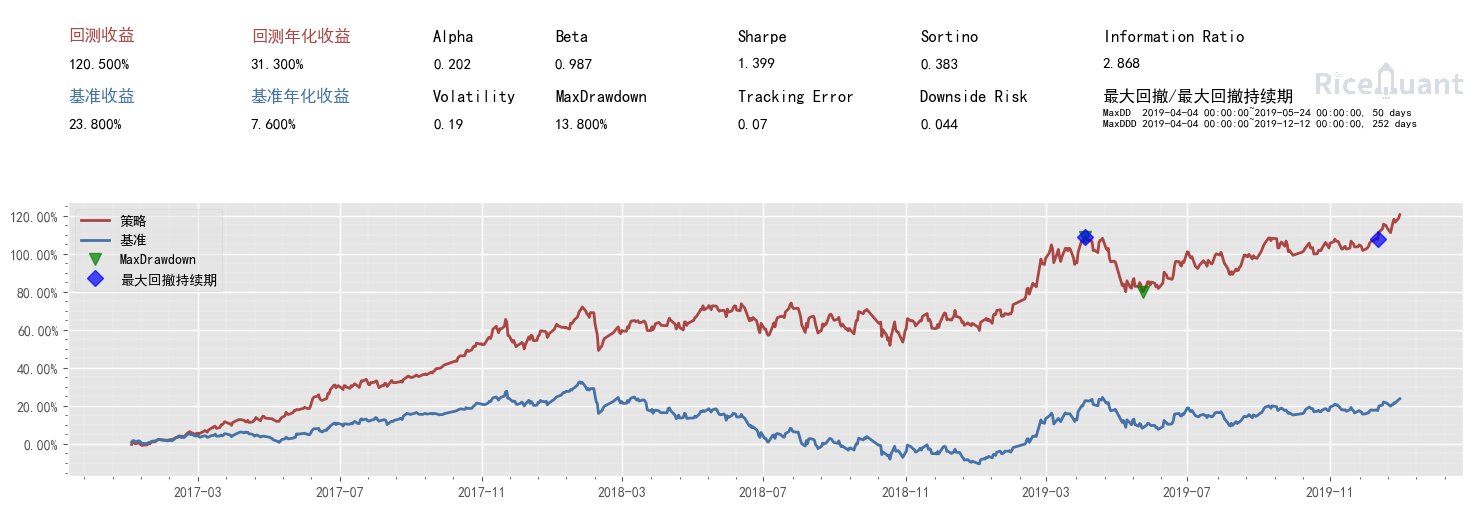 回测收益 回测年化收益 Alpha Beta Sharpe Sortino Information Ratio
120.500% 31.300% 0.202 0.987 1.399 0.383 2.868
RiceQuant
基准收益 基准年化收益 Volatility MaxDrawdown Tracking Error Downside Risk 最大回撤/最大回撤持续期
23.800% 7.600% 0.19 13.800% 0.07 0.044
MaxDD 2019-04-04 00:00:00~2019-05-24 00:00:00, 50 days
MaxDDD 2019-04-04 00:00:00~2019-12-12 00:00:00, 252 days
策略
基准
MaxDrawdown
最大回撤持续期
120.00%
100.00%
80.00%
60.00%
40.00%
20.00%
0.00%
2017-03 2017-07 2017-11 2018-03 2018-07 2018-11 2019-03 2019-07 2019-11